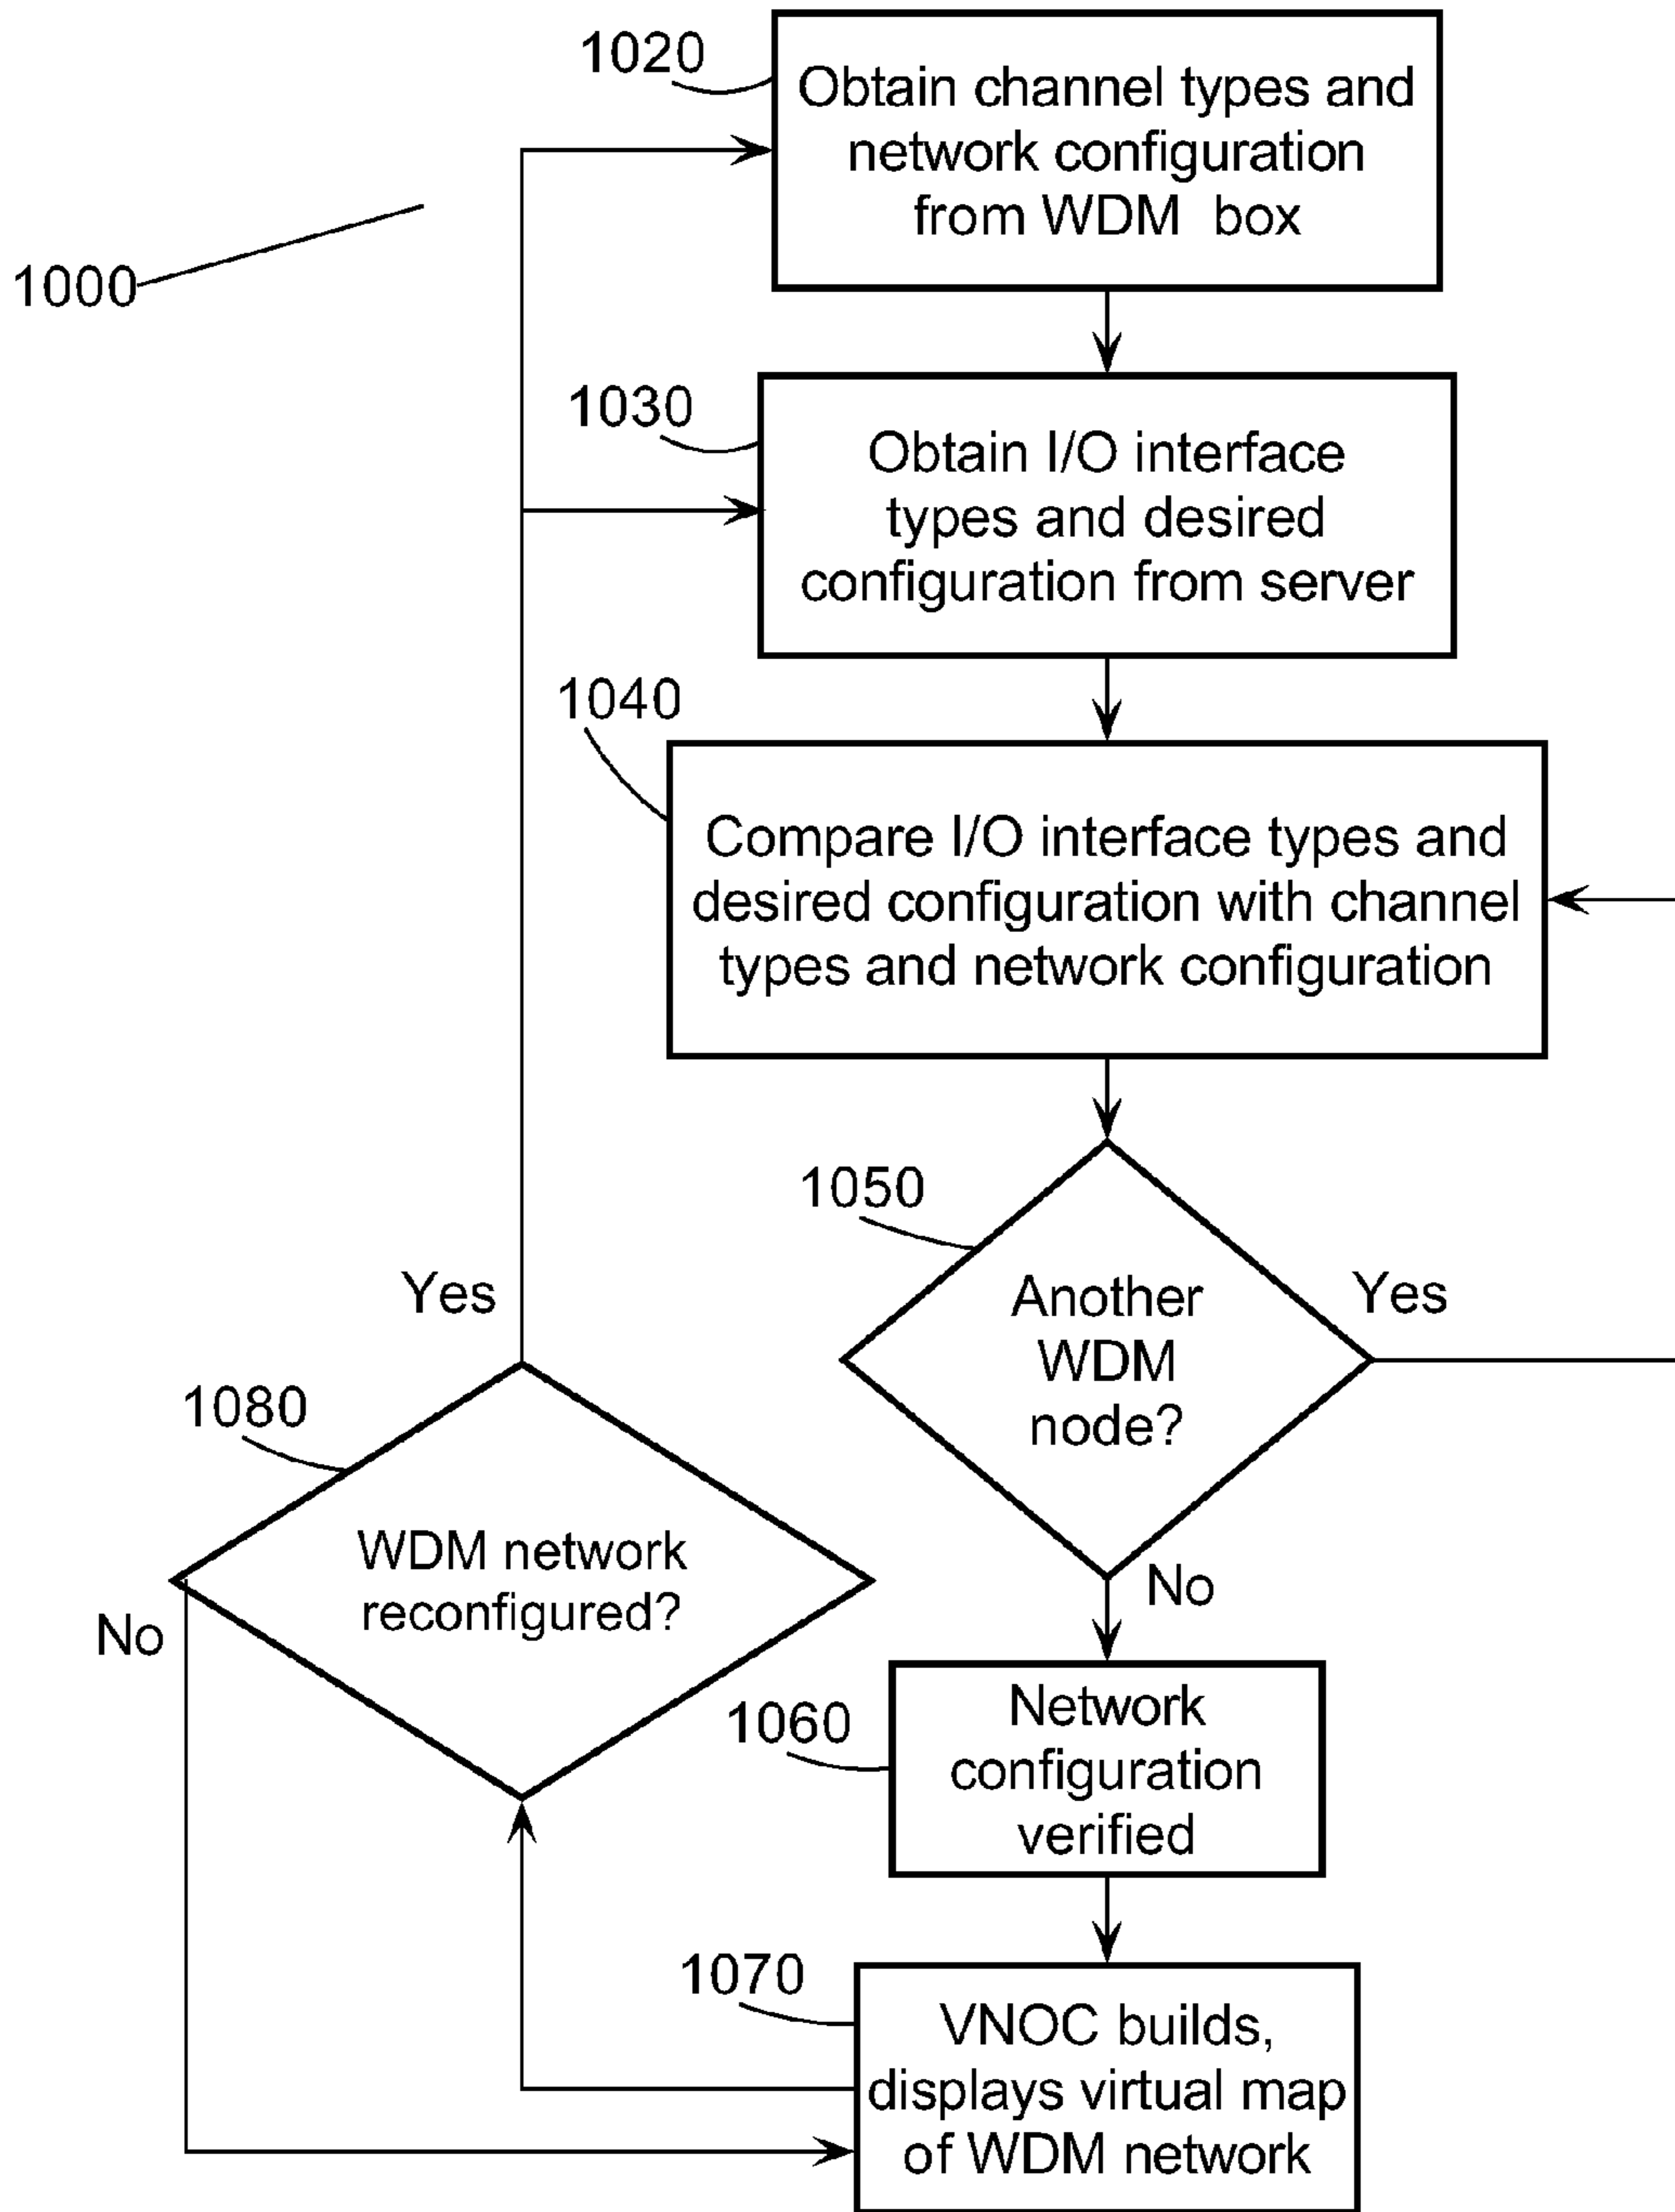 1020
Obtain channel types and
network configuration
from WDM box
1000
1030
Obtain I/O interface
types and desired
configuration from server
1040
Compare I/O interface types and
desired configuration with channel
types and network configuration
1050
Another
WDM
node?
Yes
Yes
1080
WDM network
reconfigured?
No
No
1060
Network
configuration
verified
1070
VNOC builds,
displays virtual map
of WDM network